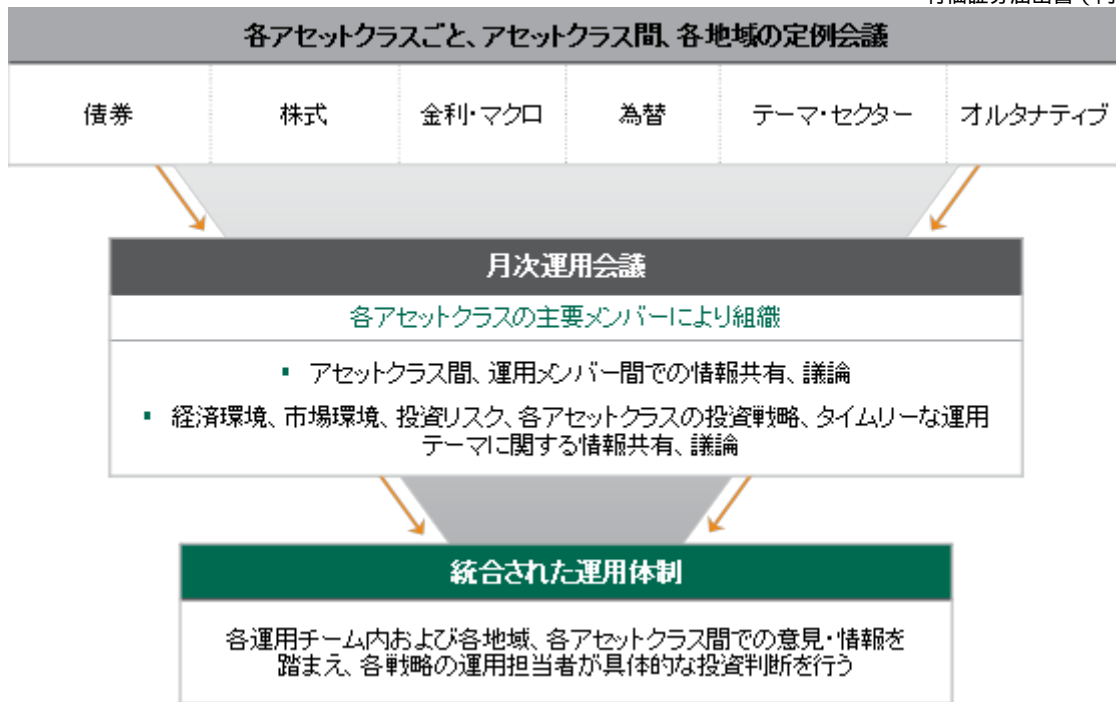 各アセットクラスごと、アセットクラス間、各地域の定例会議
債券 株式 金利・マクロ 為替 テーマ・セクター オルタナティブ
月次運用会議
各アセットクラスの主要メンバーにより組織
▪ アセットクラス間、運用メンバー間での情報共有、議論
▪ 経済環境、市場環境、投資リスク、各アセットクラスの投資戦略、タイムリーな運用
テーマに関する情報共有、議論
統合された運用体制
各運用チーム内および各地域、各アセットクラス間での意見・情報を
踏まえ、各戦略の運用担当者が具体的な投資判断を行う